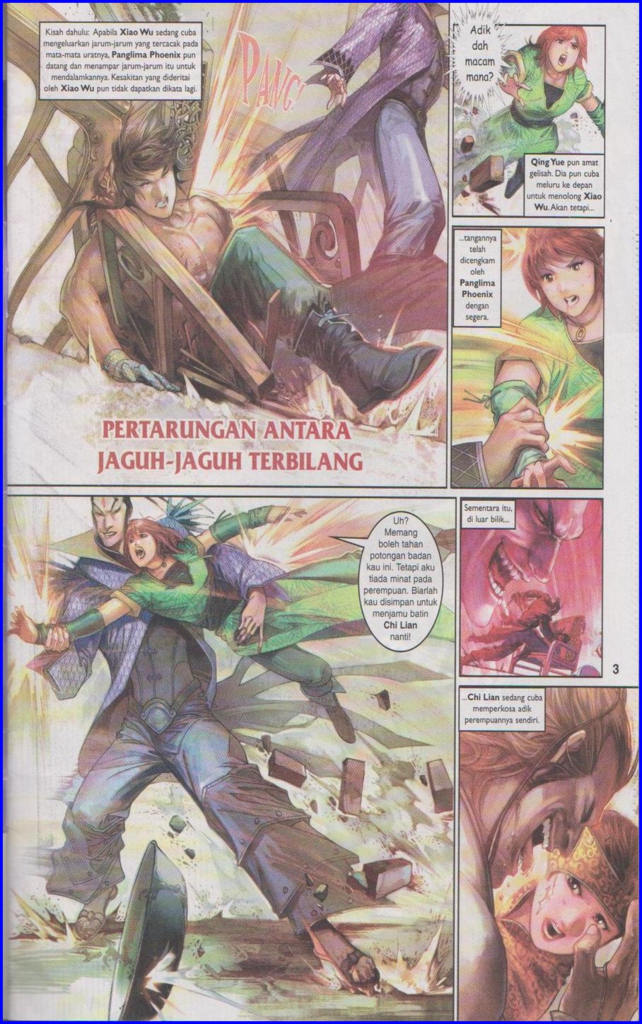 Kisah dahulu: Apabila Xiao Wu sedang cuba
mengeluarkan jarum-jarum yang tercacak pada
mata-mata uratnya, Panglima Phoenix pun
datang dan menampar jarum-jarum itu untuk
mendalamkannya. Kesakitan yang dideritai
oleh Xiao Wu pun tidak dapatkan dikata lagi.
PANG!
PERTARUNGAN ANTARA
JAGUH-JAGUH TERBILANG
Adik
dah
macam
mana?
Qing Yue pun amat
gelisah. Dia pun cuba
meluru ke depan
untuk menolong Xiao
Wu. Akan tetapi...
...tangannya
telah
dicengkam
oleh
Panglima
Phoenix
dengan
segera.
Uh?
Memang
boleh tahan
potongan badan
kau ini. Tetapi aku
tiada minat pada
perempuan. Biarlah
kau disimpan untuk
menjamu batin
Chi Lian
nanti!
Sementara itu,
di luar bilik...
3
...Chi Lian sedang cuba
memperkosa adik
perempuannya sendiri.